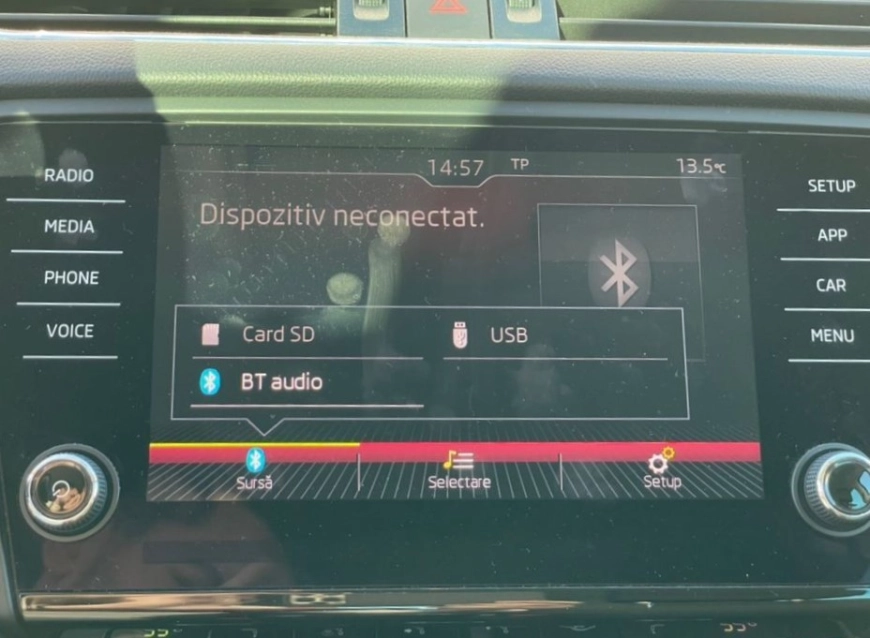 14:57 TP 13.5°C
RADIO
SETUP
Dispozitiv neconectat.
MEDIA
APP
PHONE
CAR
VOICE
Card SD
USB
MENU
BT audio
Sursă
Selectare
Setup